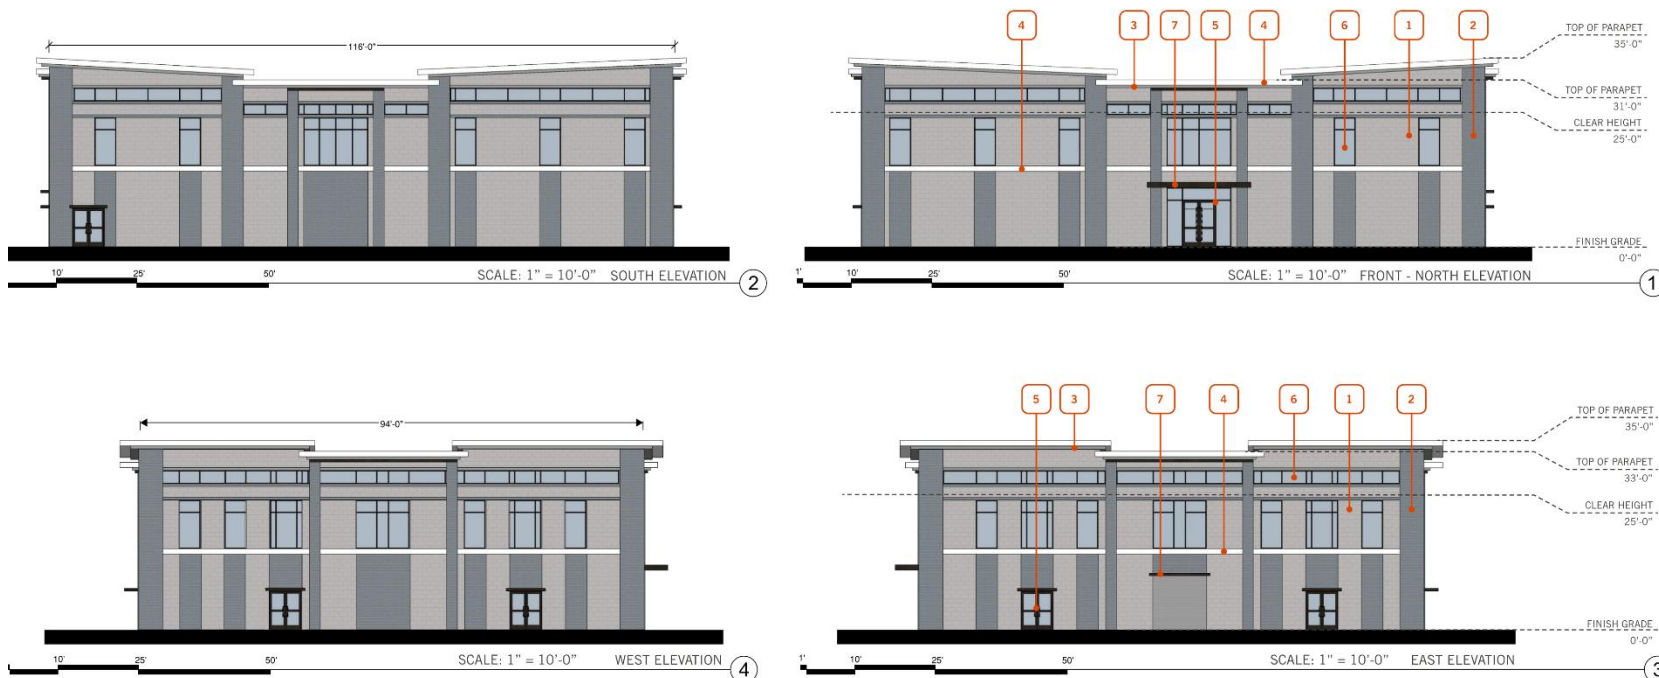 116'-0"
10' 25' 50' SCALE: 1" = 10'-0" SOUTH ELEVATION 2
4 3 7 5 4 6 1 2
TOP OF PARAPET
35'-0"
TOP OF PARAPET
31'-0"
CLEAR HEIGHT
25'-0"
FINISH GRADE
0'-0"
1' 10' 25' 50' SCALE: 1" = 10'-0" FRONT - NORTH ELEVATION 1
94'-0"
10' 25' 50' SCALE: 1" = 10'-0" WEST ELEVATION 4
5 3 7 4 6 1 2
TOP OF PARAPET
35'-0"
TOP OF PARAPET
33'-0"
CLEAR HEIGHT
25'-0"
FINISH GRADE
0'-0"
1' 10' 25' 50' SCALE: 1" = 10'-0" EAST ELEVATION 3